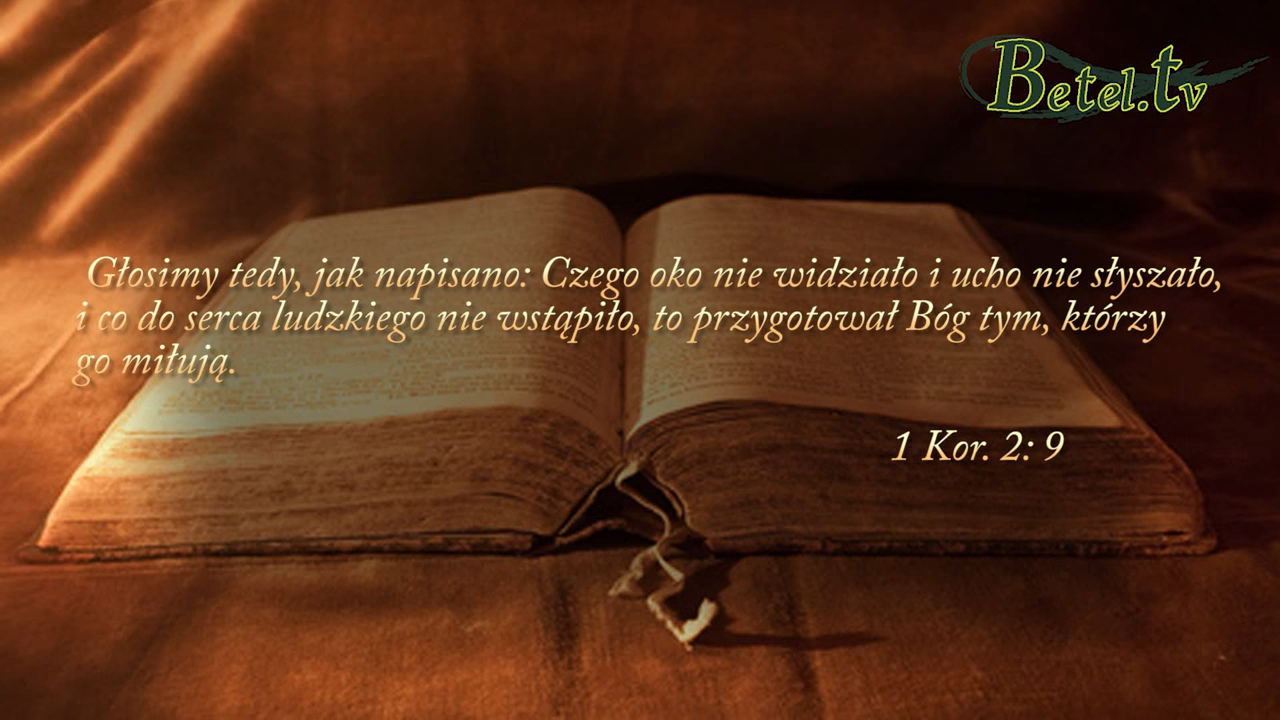 Betel.tv
Głosimy tedy, jak napisano: Czego oko nie widziało i ucho nie słyszało,
i co do serca ludzkiego nie wstąpiło, to przygotował Bóg tym, którzy
go miłują.
1 Kor. 2: 9